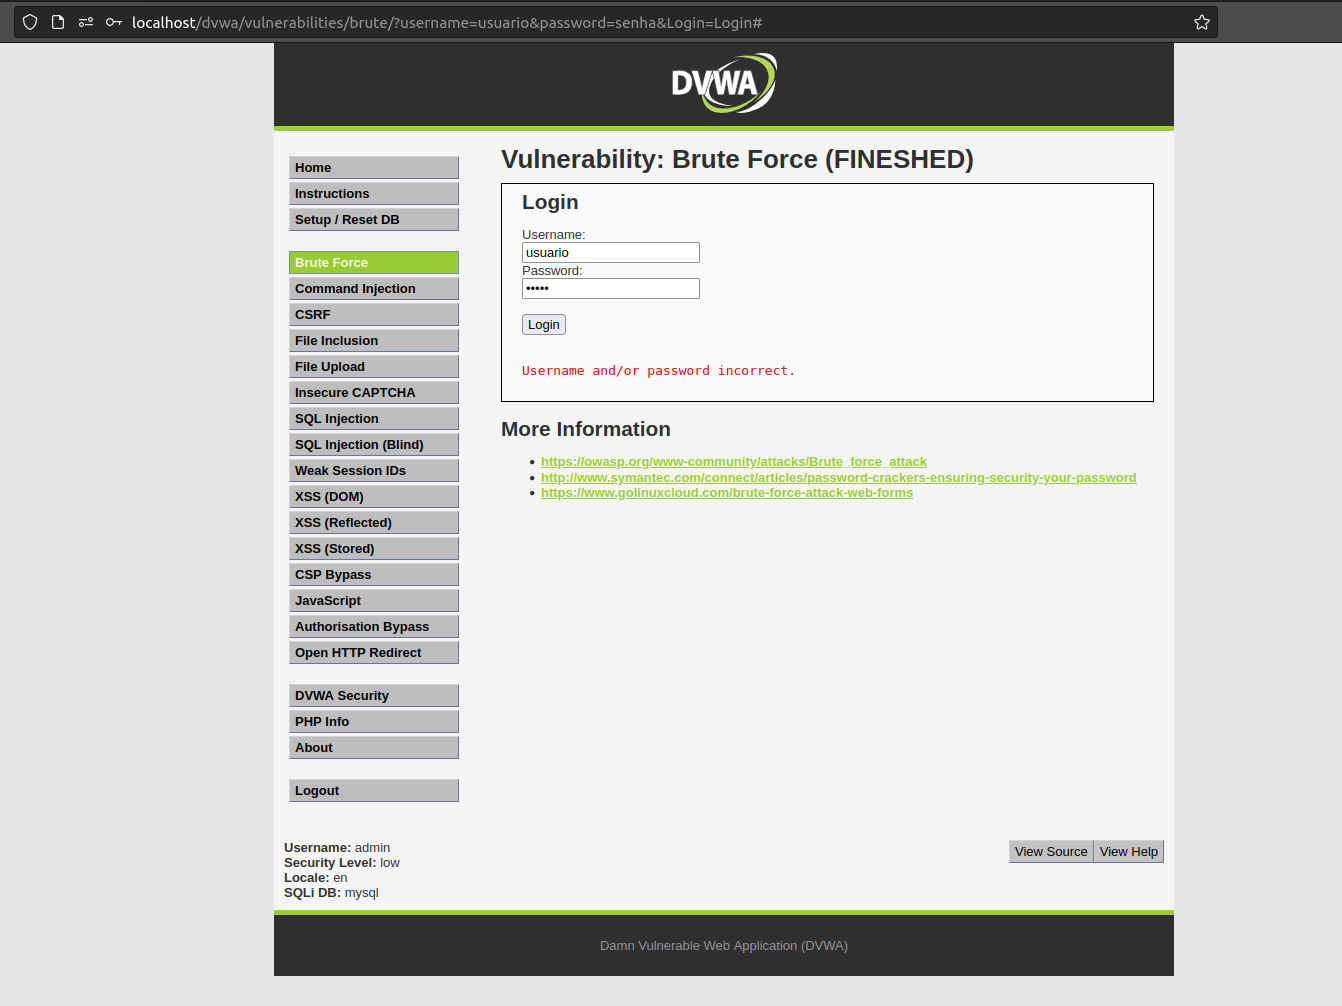 localhost/dvwa/vulnerabilities/brute/?username=usuario&password=senha&Login=Login#
DVWA
Home
Instructions
Setup / Reset DB
Brute Force
Command Injection
CSRF
File Inclusion
File Upload
Insecure CAPTCHA
SQL Injection
SQL Injection (Blind)
Weak Session IDs
XSS (DOM)
XSS (Reflected)
XSS (Stored)
CSP Bypass
JavaScript
Authorisation Bypass
Open HTTP Redirect
DVWA Security
PHP Info
About
Logout
Vulnerability: Brute Force (FINESHED)
Login
Username:
usuario
Password:
•••••
Login
Username and/or password incorrect.
More Information
• https://owasp.org/www-community/attacks/Brute_force_attack
• http://www.symantec.com/connect/articles/password-crackers-ensuring-security-your-password
• https://www.golinuxcloud.com/brute-force-attack-web-forms
Username: admin
Security Level: low
Locale: en
SQLi DB: mysql
View Source View Help
Damn Vulnerable Web Application (DVWA)